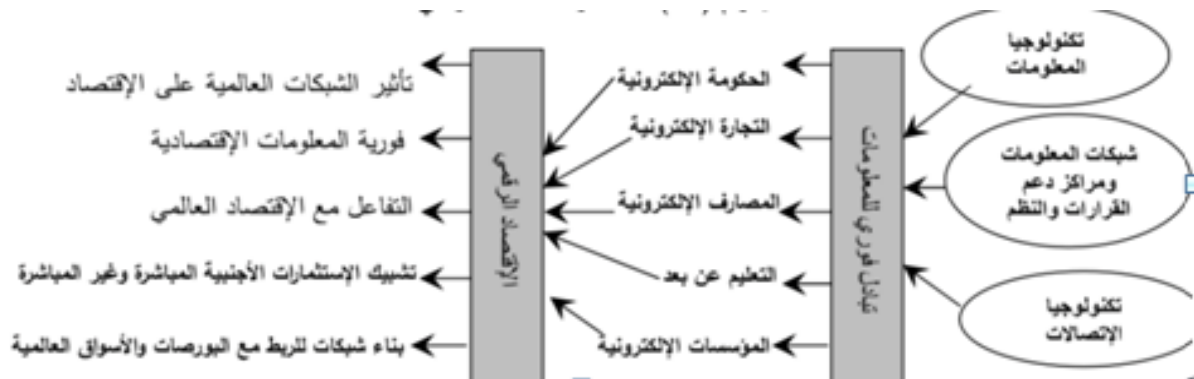 تكنولوجيا
المعلومات
شبكات المعلومات
ومراكز دعم
القرارات والنظم
تكنولوجيا
الإتصالات
تبادل فوري للمعلومات
الحكومة الإلكترونية
التجارة الإلكترونية
المصارف الإلكترونية
التعليم عن بعد
المؤسسات الإلكترونية
الإقتصاد الرقمي
تأثير الشبكات العالمية على الإقتصاد
فورية المعلومات الإقتصادية
التفاعل مع الإقتصاد العالمي
تشبيك الإستثمارات الأجنبية المباشرة وغير المباشرة
بناء شبكات للربط مع البورصات والأسواق العالمية